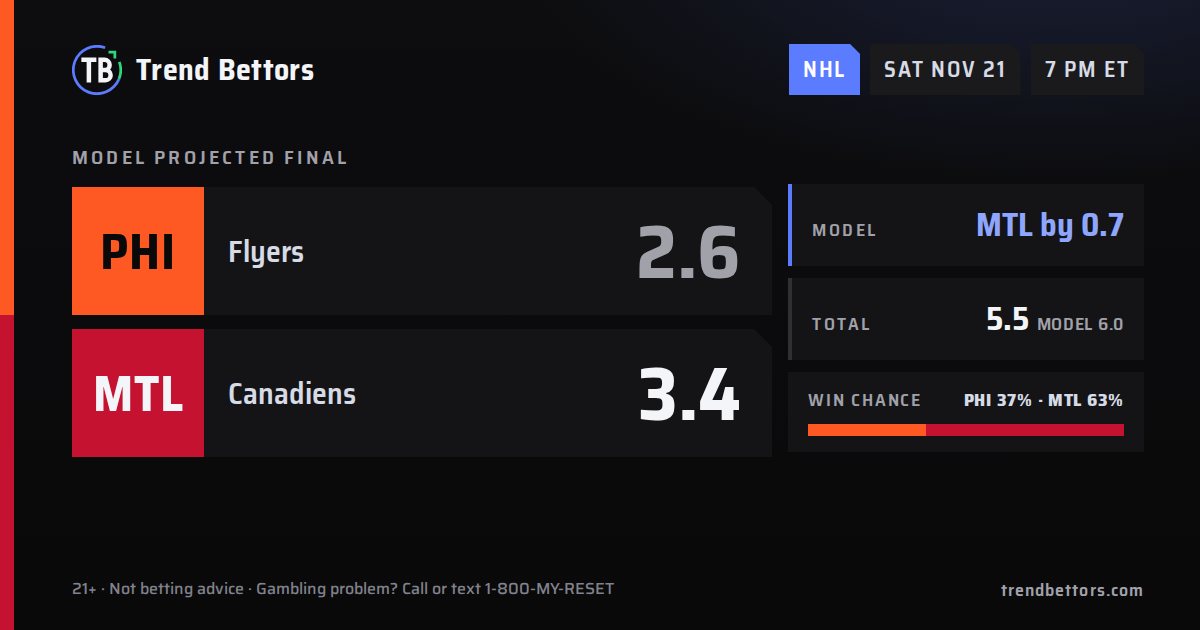 TB Trend Bettors
NHL SAT NOV 21 7 PM ET
MODEL PROJECTED FINAL
PHI Flyers 2.6
MTL Canadiens 3.4
MODEL MTL by 0.7
TOTAL 5.5 MODEL 6.0
WIN CHANCE PHI 37% · MTL 63%
21+ · Not betting advice · Gambling problem? Call or text 1-800-MY-RESET
trendbettors.com